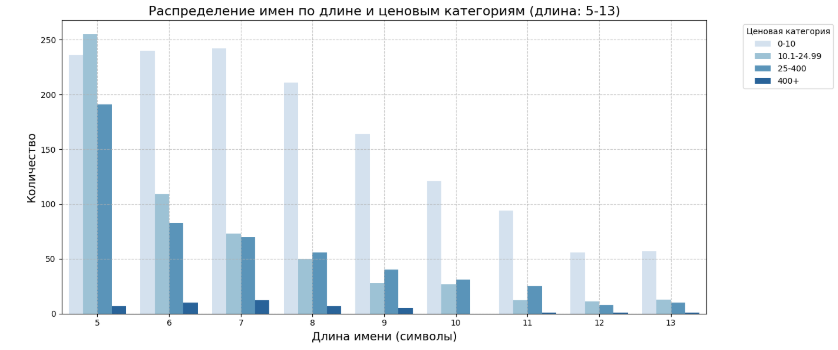 Распределение имен по длине и ценовым категориям (длина: 5-13)
Ценовая категория
0-10
10.1-24.99
25-400
400+
Количество
250
200
150
100
50
0
5 6 7 8 9 10 11 12 13
Длина имени (символы)